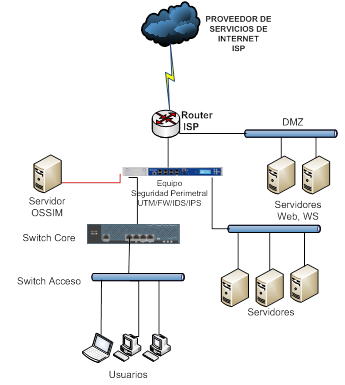 PROVEEDOR DE
SERVICIOS DE
INTERNET
ISP
Router
ISP
DMZ
Servidores
Web, WS
Equipo
Seguridad Perimetral
UTM/FW/IDS/IPS
Servidor
OSSIM
Switch Core
Switch Acceso
Servidores
Usuarios